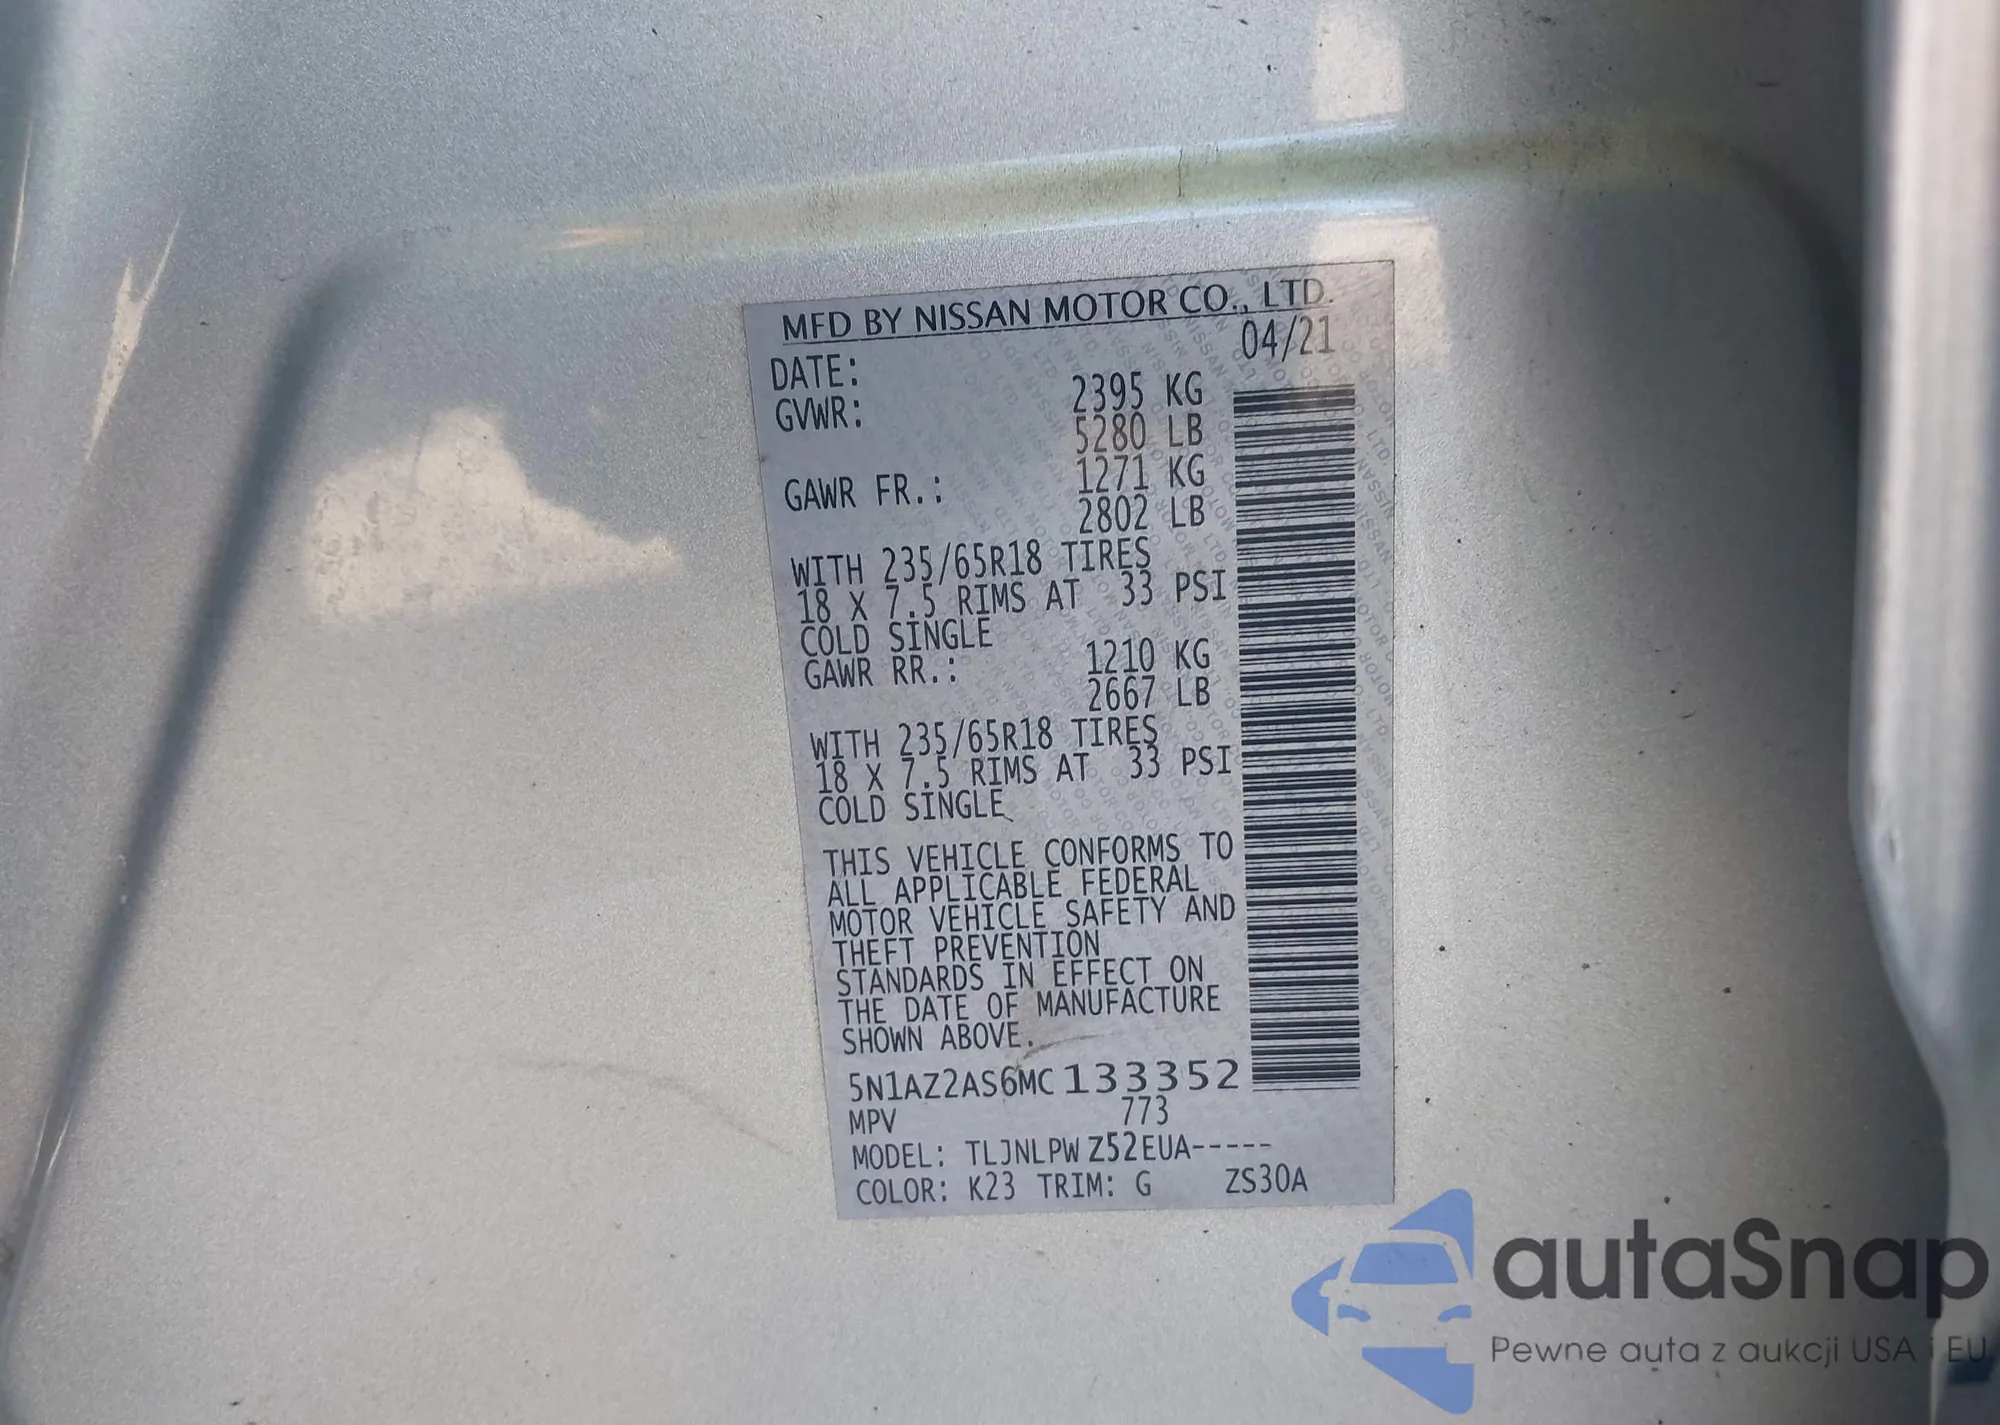 MFD BY NISSAN MOTOR CO., LTD.
DATE: 04/21
GVWR: 2395 KG
5280 LB
GAWR FR.: 1271 KG
2802 LB
WITH 235/65R18 TIRES
18 X 7.5 RIMS AT 33 PSI
COLD SINGLE
GAWR RR.: 1210 KG
2667 LB
WITH 235/65R18 TIRES
18 X 7.5 RIMS AT 33 PSI
COLD SINGLE
THIS VEHICLE CONFORMS TO
ALL APPLICABLE FEDERAL
MOTOR VEHICLE SAFETY AND
THEFT PREVENTION
STANDARDS IN EFFECT ON
THE DATE OF MANUFACTURE
SHOWN ABOVE.
5N1AZ2AS6MC133352
MPV 773
MODEL: TLJNLPW Z52EUA-----
COLOR: K23 TRIM: G ZS30A
autaSnap
Pewne auta z aukcji USA i EU